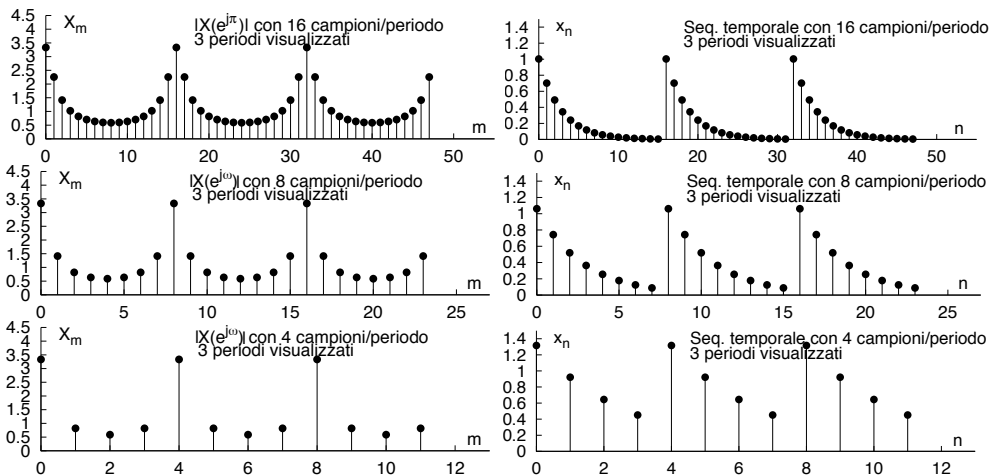 X_m
|X(e^{jπ})| con 16 campioni/periodo
3 periodi visualizzati
4.5
3.5
2.5
1.5
0.5
0 10 20 30 40 50
m
x_n
Seq. temporale con 16 campioni/periodo
3 periodi visualizzati
1.4
1
0.8
0.6
0.4
0.2
0
0 10 20 30 40 50
n
X_m
|X(e^{jω})| con 8 campioni/periodo
3 periodi visualizzati
4.5
4
3.5
3
2.5
2
1.5
1
0.5
0 5 10 15 20 25
m
x_n
Seq. temporale con 8 campioni/periodo
3 periodi visualizzati
1.4
1.2
1
0.8
0.6
0.4
0.2
0
0 5 10 15 20 25
n
X_m
|X(e^{jω})| con 4 campioni/periodo
3 periodi visualizzati
4.5
4
3.5
3
2.5
2
1.5
1
0.5
0 2 4 6 8 10 12
m
x_n
Seq. temporale con 4 campioni/periodo
3 periodi visualizzati
1.4
1.2
1
0.8
0.6
0.4
0.2
0
0 2 4 6 8 10 12
n